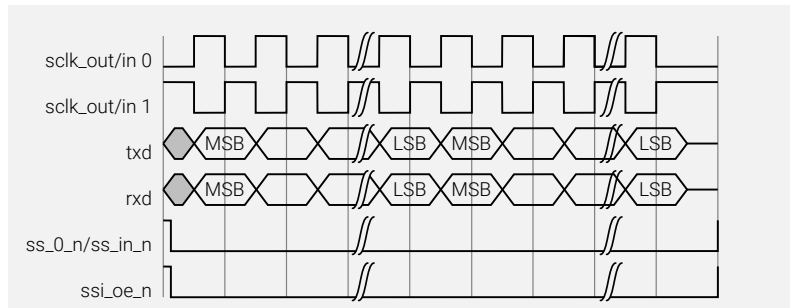 sclk_out/in 0
sclk_out/in 1
txd MSB LSB MSB LSB
rxd MSB LSB MSB LSB
ss_0_n/ss_in_n
ssi_oe_n